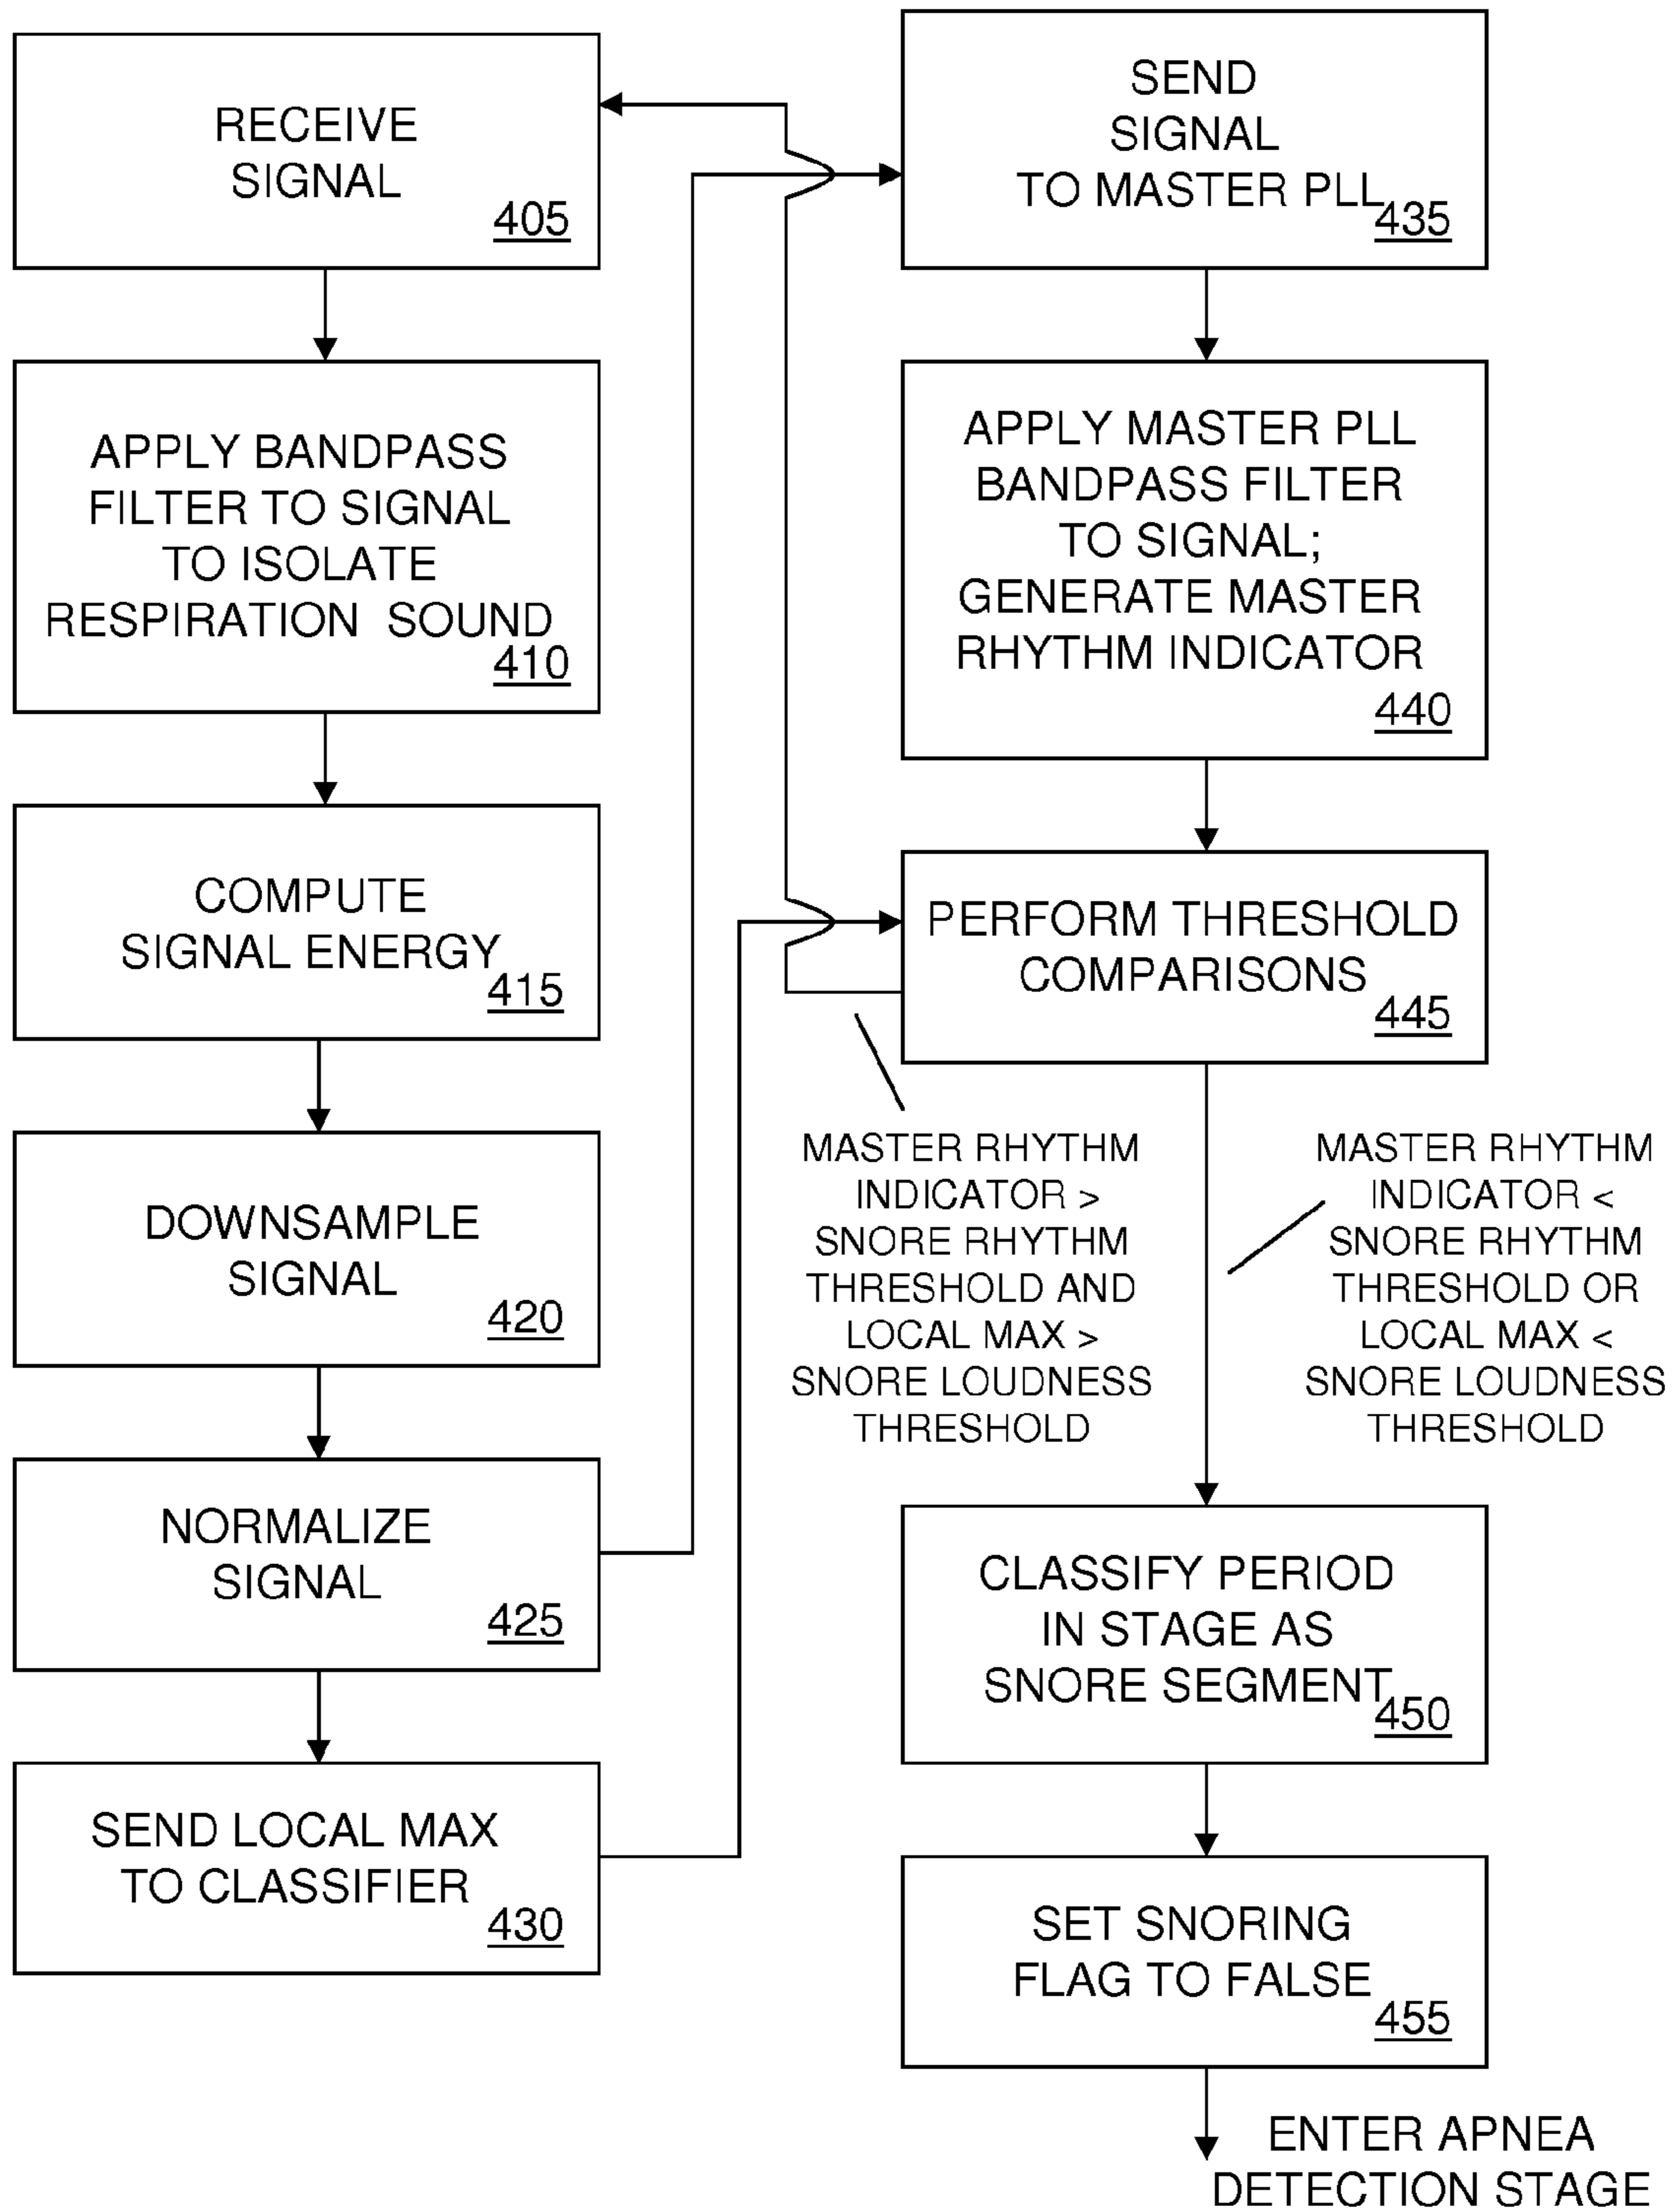 RECEIVE
SIGNAL
405
APPLY BANDPASS
FILTER TO SIGNAL
TO ISOLATE
RESPIRATION SOUND
410
COMPUTE
SIGNAL ENERGY
415
DOWNSAMPLE
SIGNAL
420
NORMALIZE
SIGNAL
425
SEND LOCAL MAX
TO CLASSIFIER
430
SEND
SIGNAL
TO MASTER PLL
435
APPLY MASTER PLL
BANDPASS FILTER
TO SIGNAL;
GENERATE MASTER
RHYTHM INDICATOR
440
PERFORM THRESHOLD
COMPARISONS
445
MASTER RHYTHM
INDICATOR >
SNORE RHYTHM
THRESHOLD AND
LOCAL MAX >
SNORE LOUDNESS
THRESHOLD
MASTER RHYTHM
INDICATOR <
SNORE RHYTHM
THRESHOLD OR
LOCAL MAX <
SNORE LOUDNESS
THRESHOLD
CLASSIFY PERIOD
IN STAGE AS
SNORE SEGMENT
450
SET SNORING
FLAG TO FALSE
455
ENTER APNEA
DETECTION STAGE